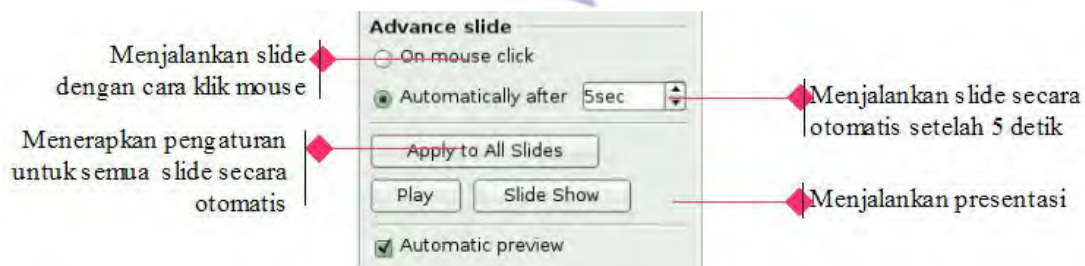 Advance slide
Menjalankan slide
dengan cara klik mouse
On mouse click
Automatically after 5sec
Menjalankan slide secara
otomatis setelah 5 detik
Menerapkan pengaturan
untuk semua slide secara
otomatis
Apply to All Slides
Play Slide Show
Menjalankan presentasi
Automatic preview